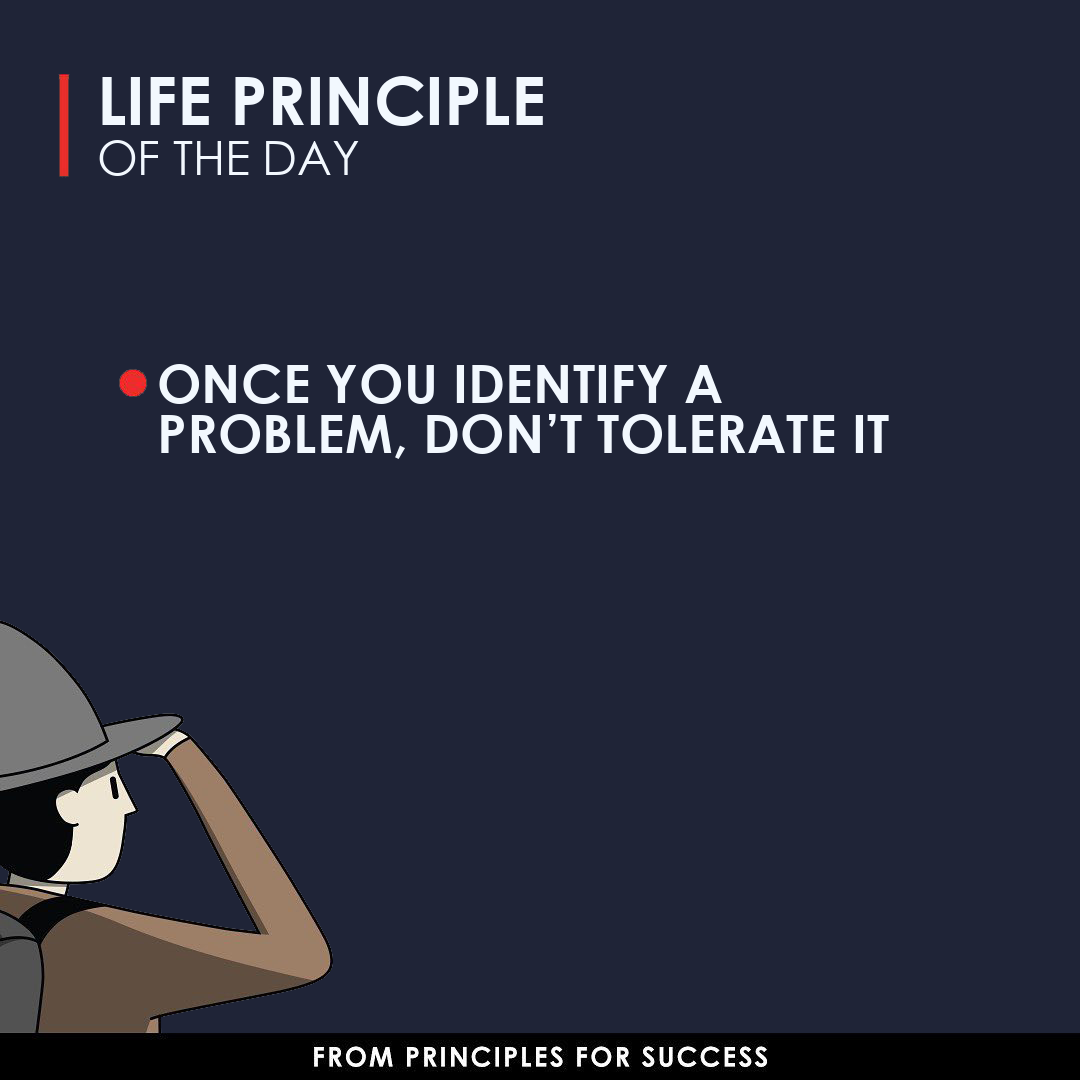 LIFE PRINCIPLE
OF THE DAY
ONCE YOU IDENTIFY A
PROBLEM, DON’T TOLERATE IT
FROM PRINCIPLES FOR SUCCESS